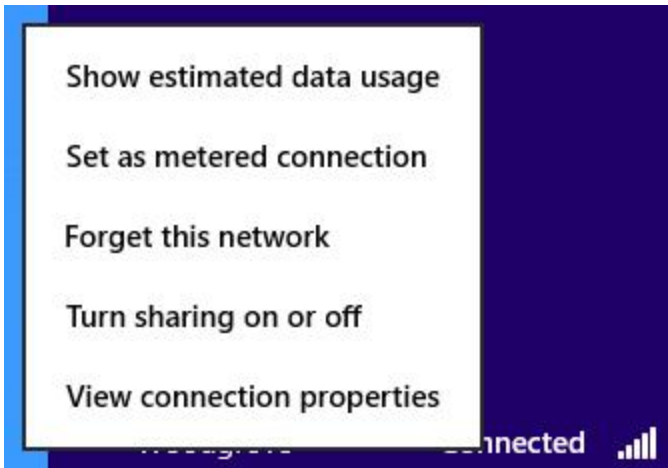 Show estimated data usage
Set as metered connection
Forget this network
Turn sharing on or off
View connection properties